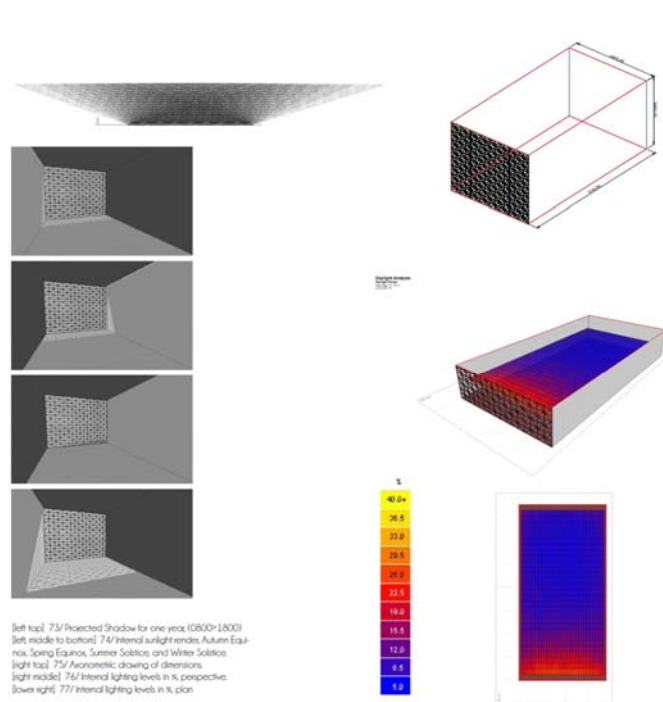 Daylight Analysis
%
40.0+
36.5
33.0
29.5
26.0
22.5
19.0
15.5
12.0
8.5
5.0
[left top] 73/ Projected Shadow for one year, (0800>1800)
[left, middle to bottom] 74/ Internal sunlight render, Autumn Equi-
nox, Spring Equinox, Summer Solstice, and Winter Solstice.
[right top] 75/ Axonometric drawing of dimensions.
[right middle] 76/ Internal lighting levels in %, perspective.
[lower right] 77/ Internal lighting levels in %, plan